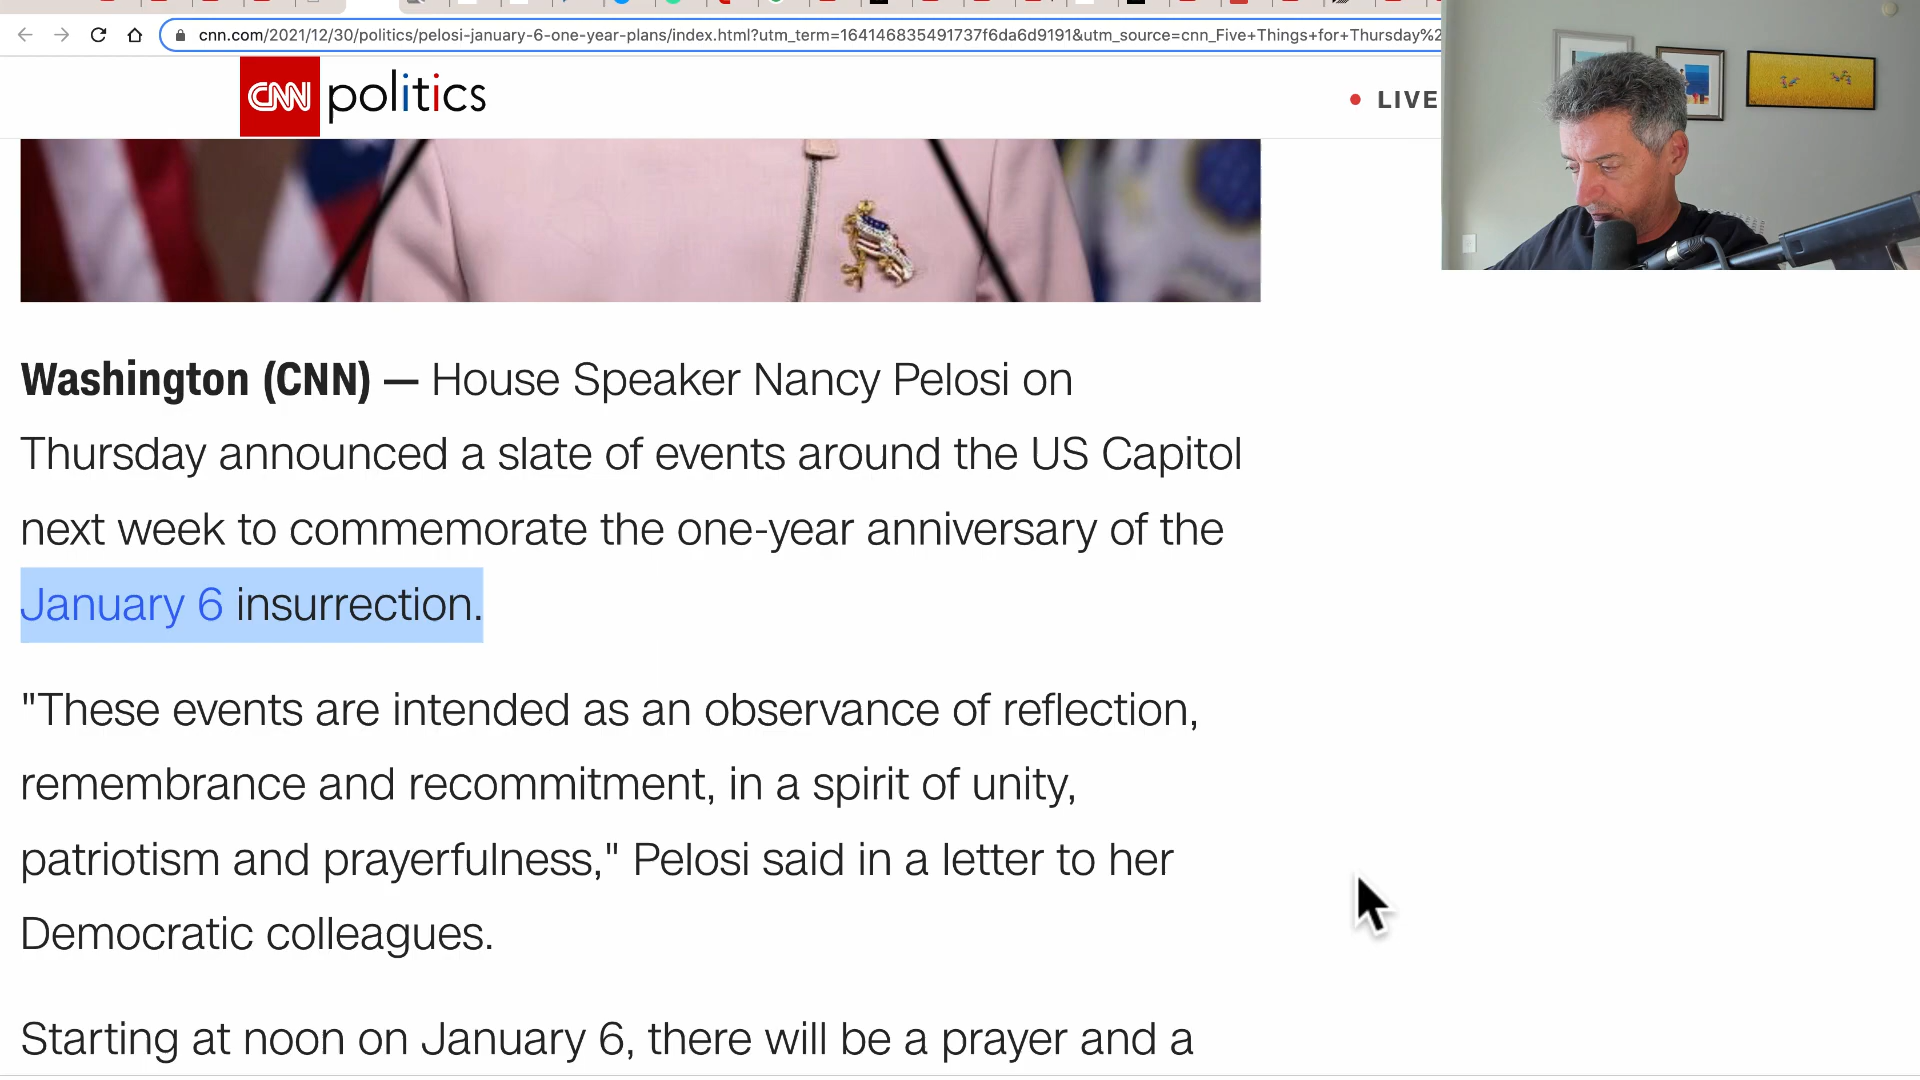 cnn.com/2021/12/30/politics/pelosi-january-6-one-year-plans/index.html?utm_term=164146835491737f6da6d9191&utm_source=cnn_Five+Things+for+Thursday%2
CNN politics
LIVE
Washington (CNN) — House Speaker Nancy Pelosi on
Thursday announced a slate of events around the US Capitol
next week to commemorate the one-year anniversary of the
January 6 insurrection.
"These events are intended as an observance of reflection,
remembrance and recommitment, in a spirit of unity,
patriotism and prayerfulness," Pelosi said in a letter to her
Democratic colleagues.
Starting at noon on January 6, there will be a prayer and a